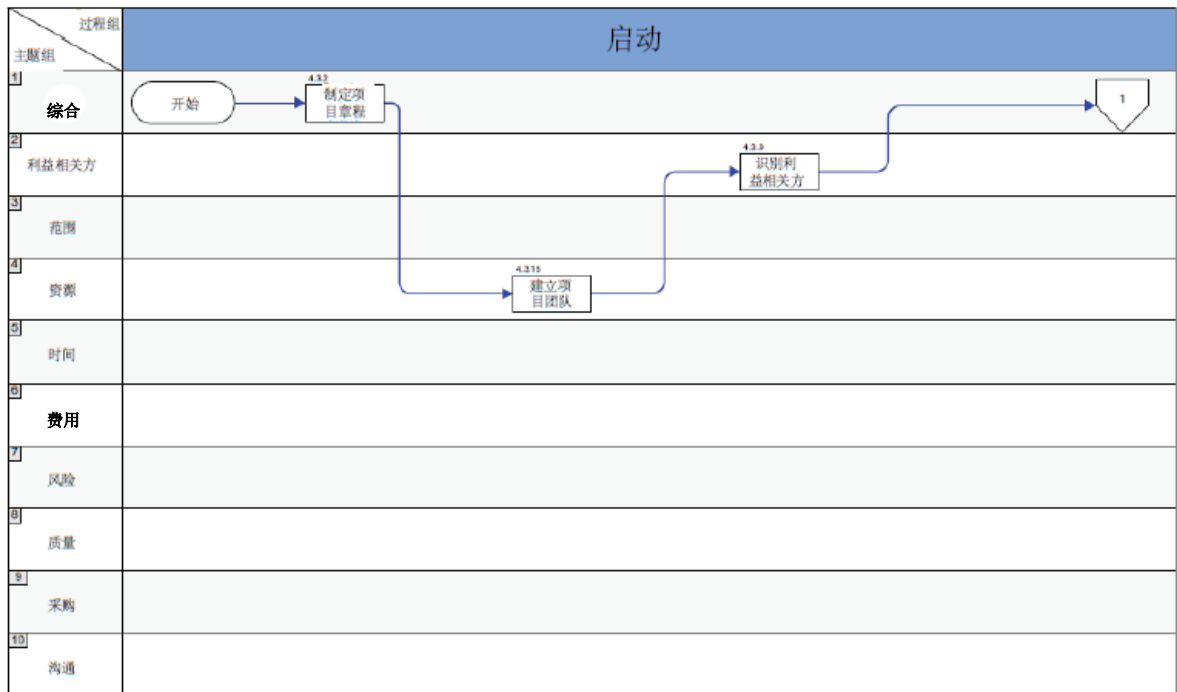 过程组
主题组
启动
1
综合
开始
4.3.2
制定项
目章程
1
2
利益相关方
4.3.9
识别利
益相关方
3
范围
4
资源
4.3.15
建立项
目团队
5
时间
6
费用
7
风险
8
质量
9
采购
10
沟通